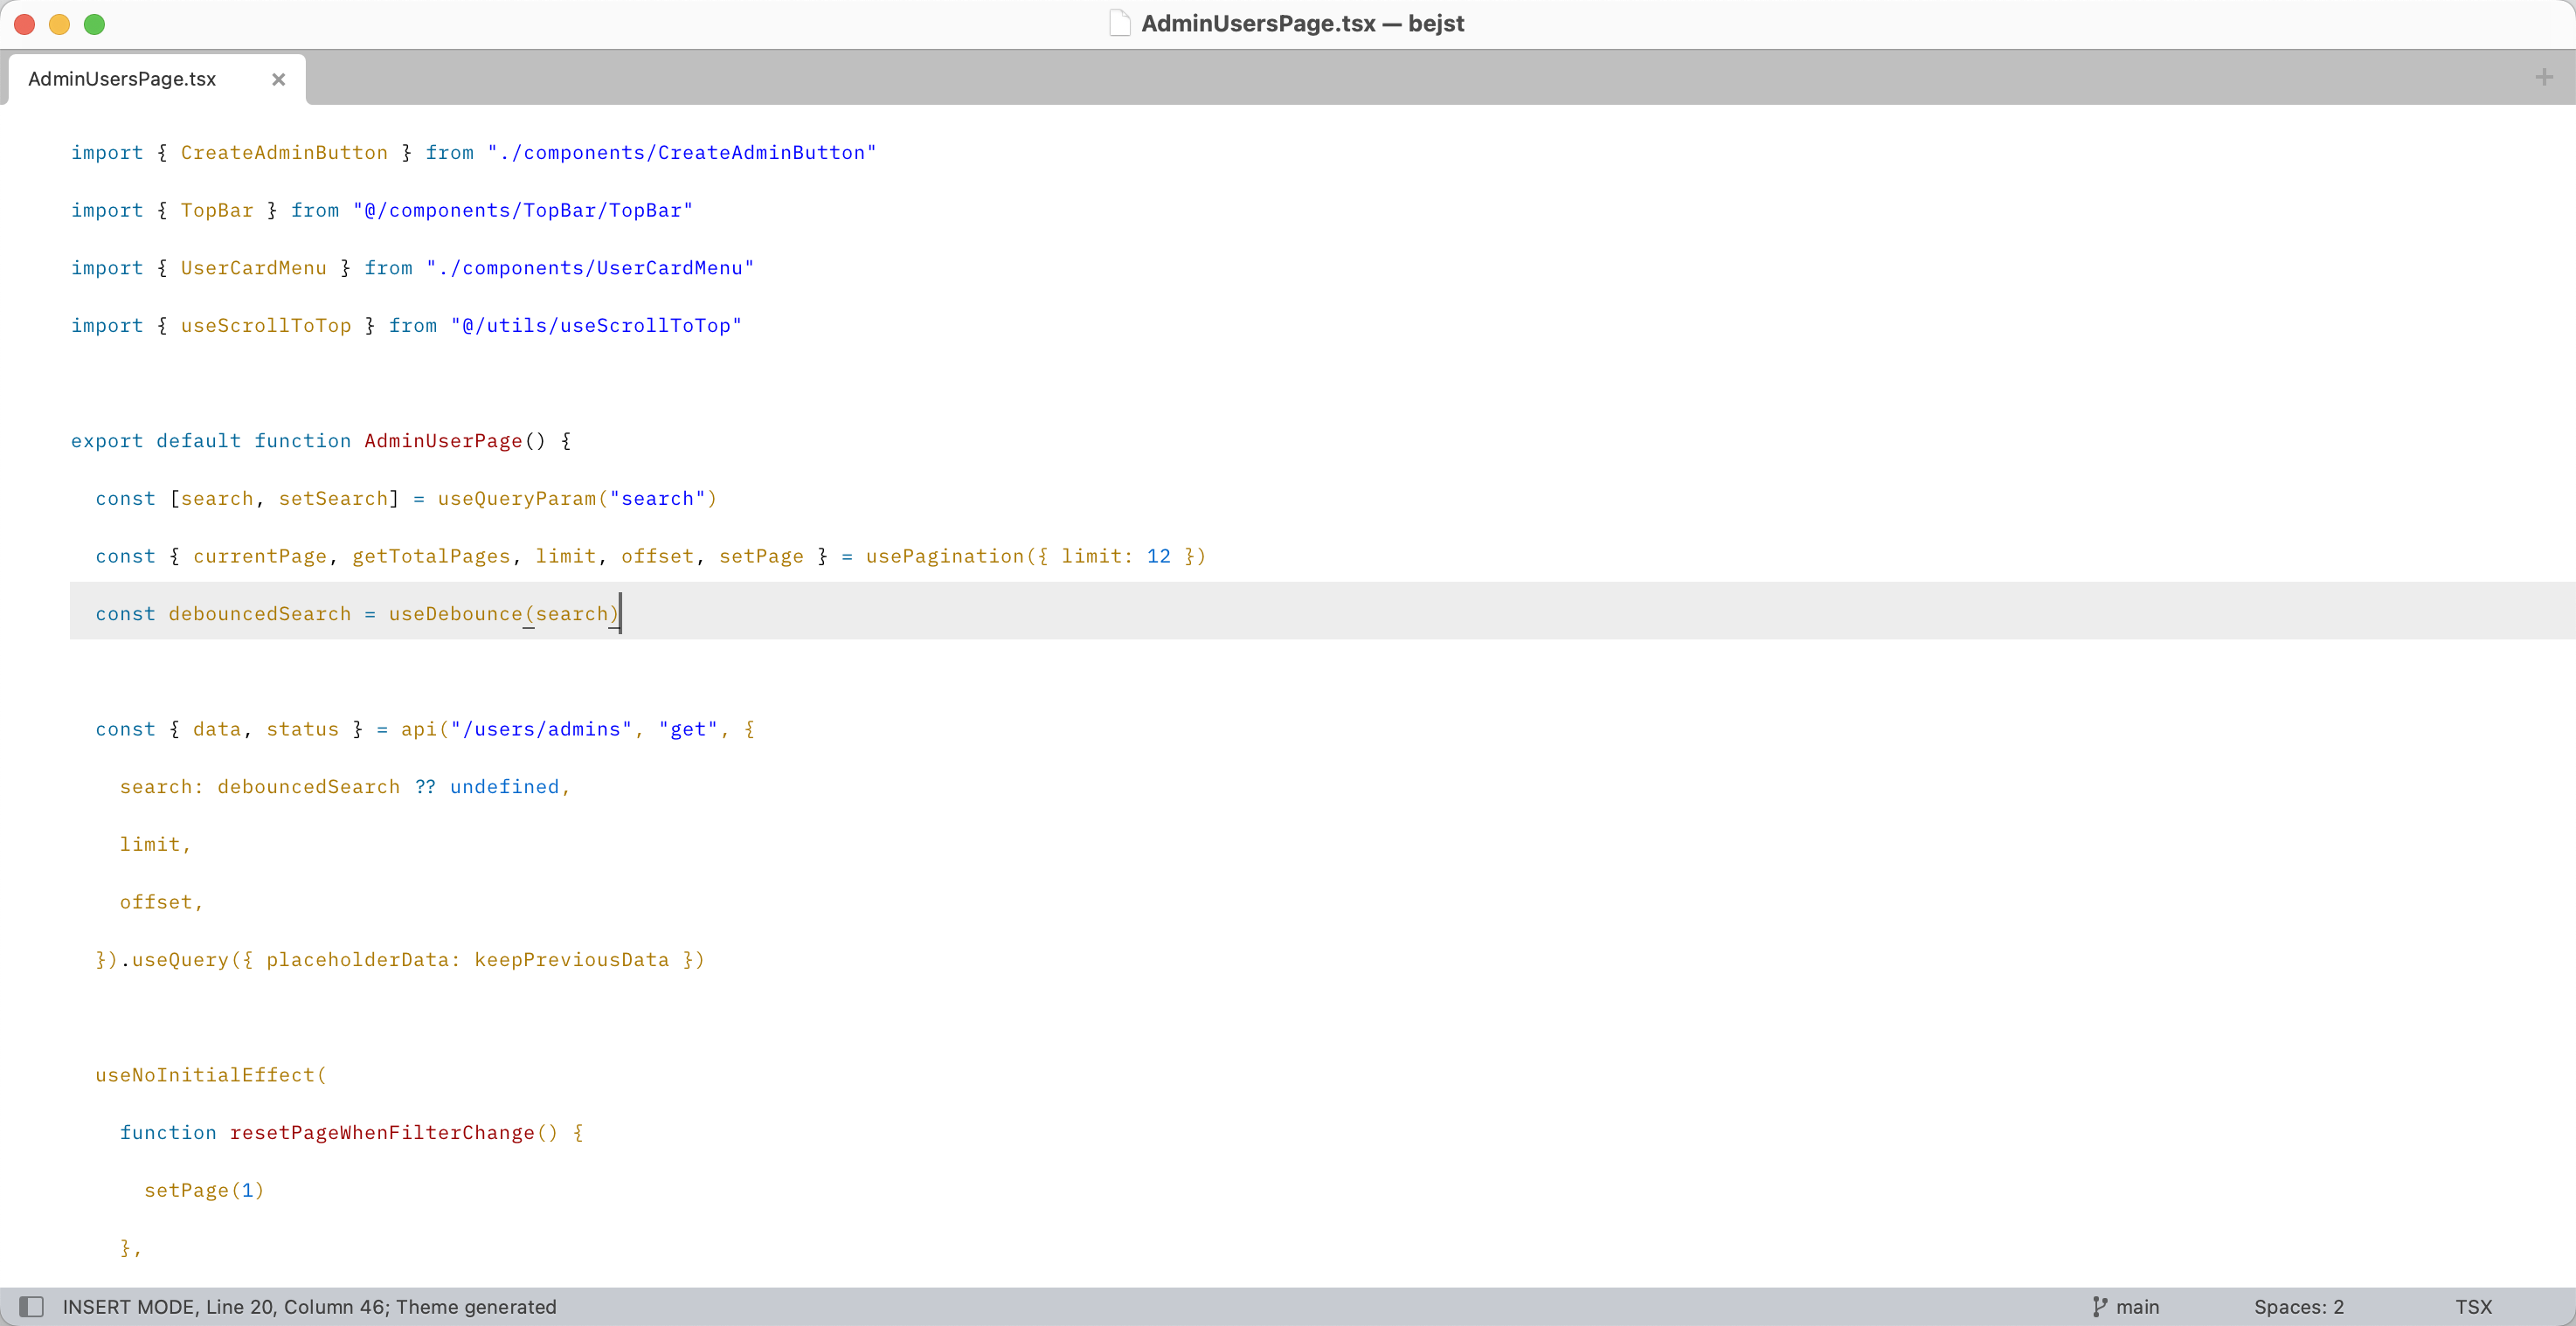 AdminUsersPage.tsx — bejst
AdminUsersPage.tsx
import { CreateAdminButton } from "./components/CreateAdminButton"
import { TopBar } from "@/components/TopBar/TopBar"
import { UserCardMenu } from "./components/UserCardMenu"
import { useScrollToTop } from "@/utils/useScrollToTop"
export default function AdminUserPage() {
  const [search, setSearch] = useQueryParam("search")
  const { currentPage, getTotalPages, limit, offset, setPage } = usePagination({ limit: 12 })
  const debouncedSearch = useDebounce(search)
  const { data, status } = api("/users/admins", "get", {
    search: debouncedSearch ?? undefined,
    limit,
    offset,
  }).useQuery({ placeholderData: keepPreviousData })
  useNoInitialEffect(
    function resetPageWhenFilterChange() {
      setPage(1)
    },
INSERT MODE, Line 20, Column 46; Theme generated
main
Spaces: 2
TSX